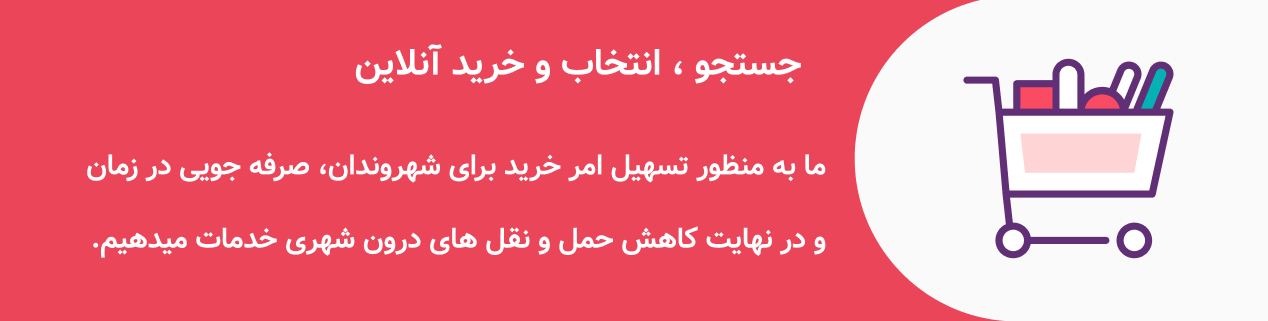 جستجو ، انتخاب و خرید آنلاین
ما به منظور تسهیل امر خرید برای شهروندان، صرفه جویی در زمان
و در نهایت کاهش حمل و نقل های درون شهری خدمات میدهیم.